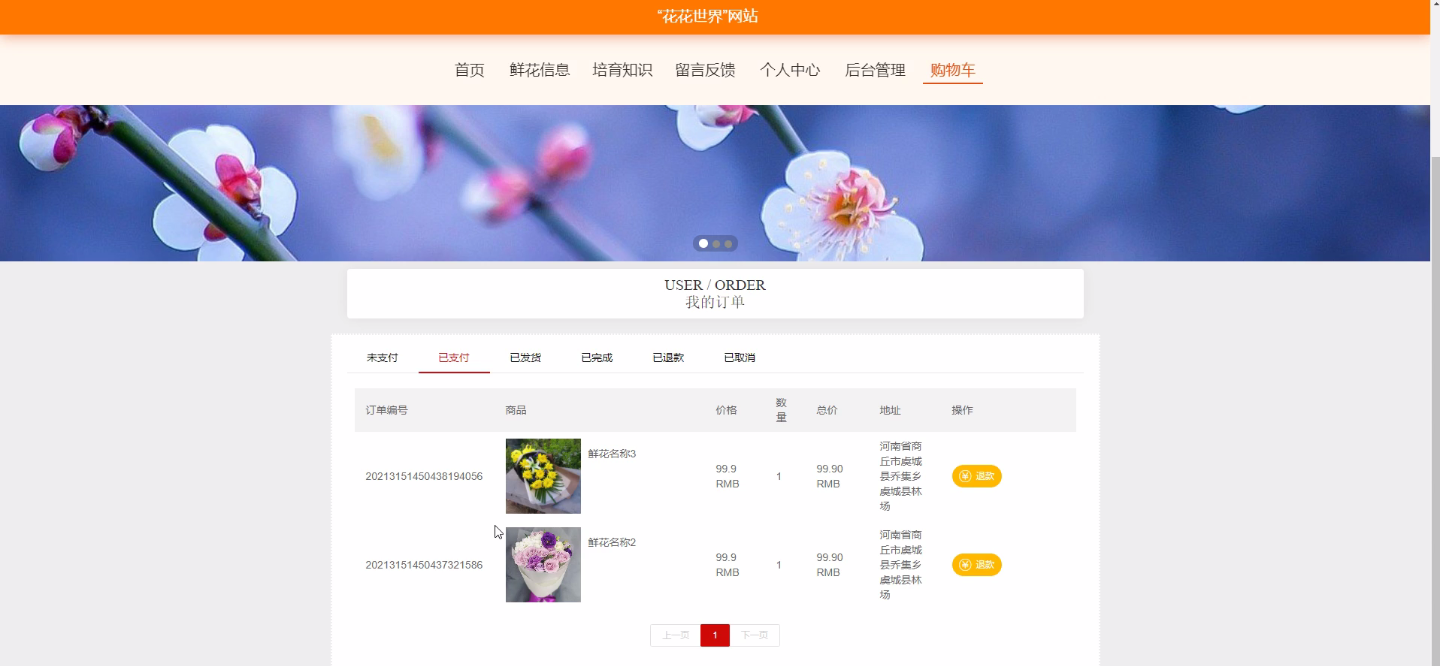 “花花世界”网站
首页 鲜花信息 培育知识 留言反馈 个人中心 后台管理 购物车
USER / ORDER
我的订单
未支付 已支付 已发货 已完成 已退款 已取消
订单编号 商品 价格 数量 总价 地址 操作
20213151450438194056
鲜花名称3
99.9
RMB
1
99.90
RMB
河南省商
丘市虞城
县乔集乡
虞城县林
场
退款
20213151450437321586
鲜花名称2
99.9
RMB
1
99.90
RMB
河南省商
丘市虞城
县乔集乡
虞城县林
场
退款
上一页 1 下一页